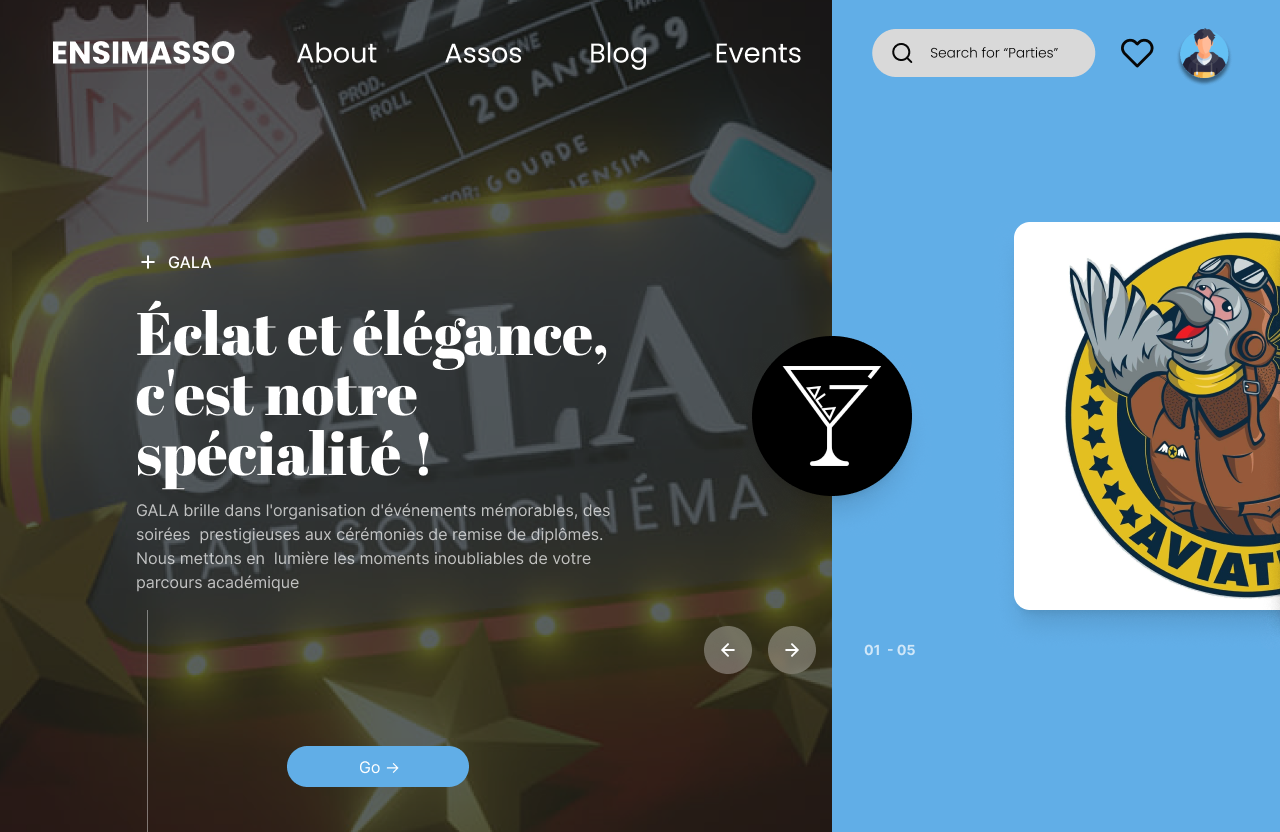 ENSIMASSO
About
Assos
Blog
Events
Search for “Parties”
PROD.
ROLL
20 ANS
69
GOURDE
GALA
Éclat et élégance,
c'est notre
spécialité !
GALA
FAIT SON CINÉMA
GALA brille dans l'organisation d'événements mémorables, des
soirées prestigieuses aux cérémonies de remise de diplômes.
Nous mettons en lumière les moments inoubliables de votre
parcours académique
01 - 05
Go →